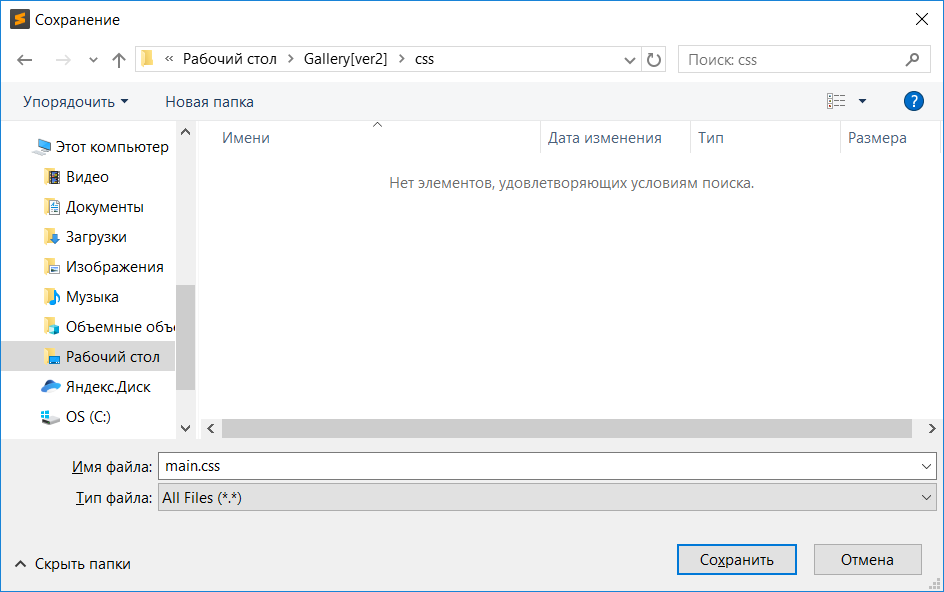 Сохранение
« Рабочий стол > Gallery[ver2] > css
Поиск: css
Упорядочить
Новая папка
?
Имени
Дата изменения
Тип
Размера
Нет элементов, удовлетворяющих условиям поиска.
Этот компьютер
Видео
Документы
Загрузки
Изображения
Музыка
Объемные объе
Рабочий стол
Яндекс.Диск
OS (C:)
Имя файла: main.css
Тип файла: All Files (*.*)
Скрыть папки
Сохранить
Отмена